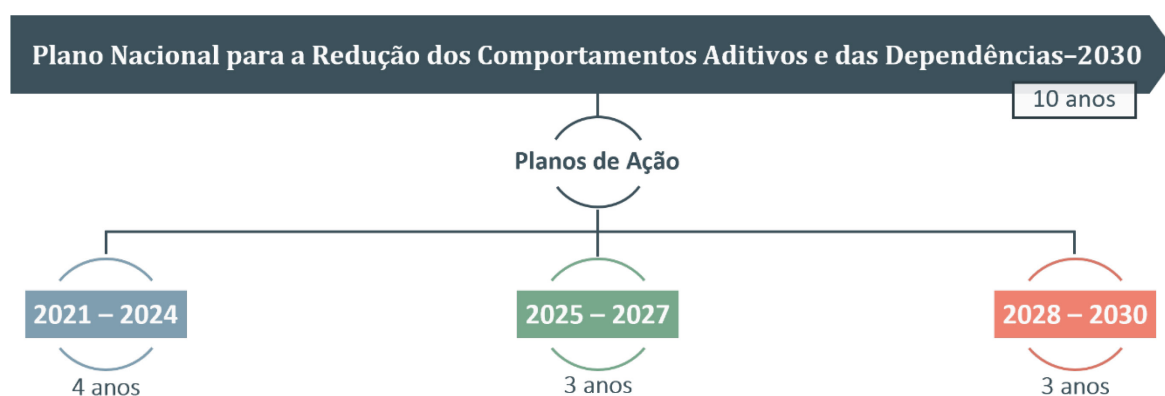 Plano Nacional para a Redução dos Comportamentos Aditivos e das Dependências–2030
10 anos
Planos de Ação
2021 – 2024
2025 – 2027
2028 – 2030
4 anos
3 anos
3 anos